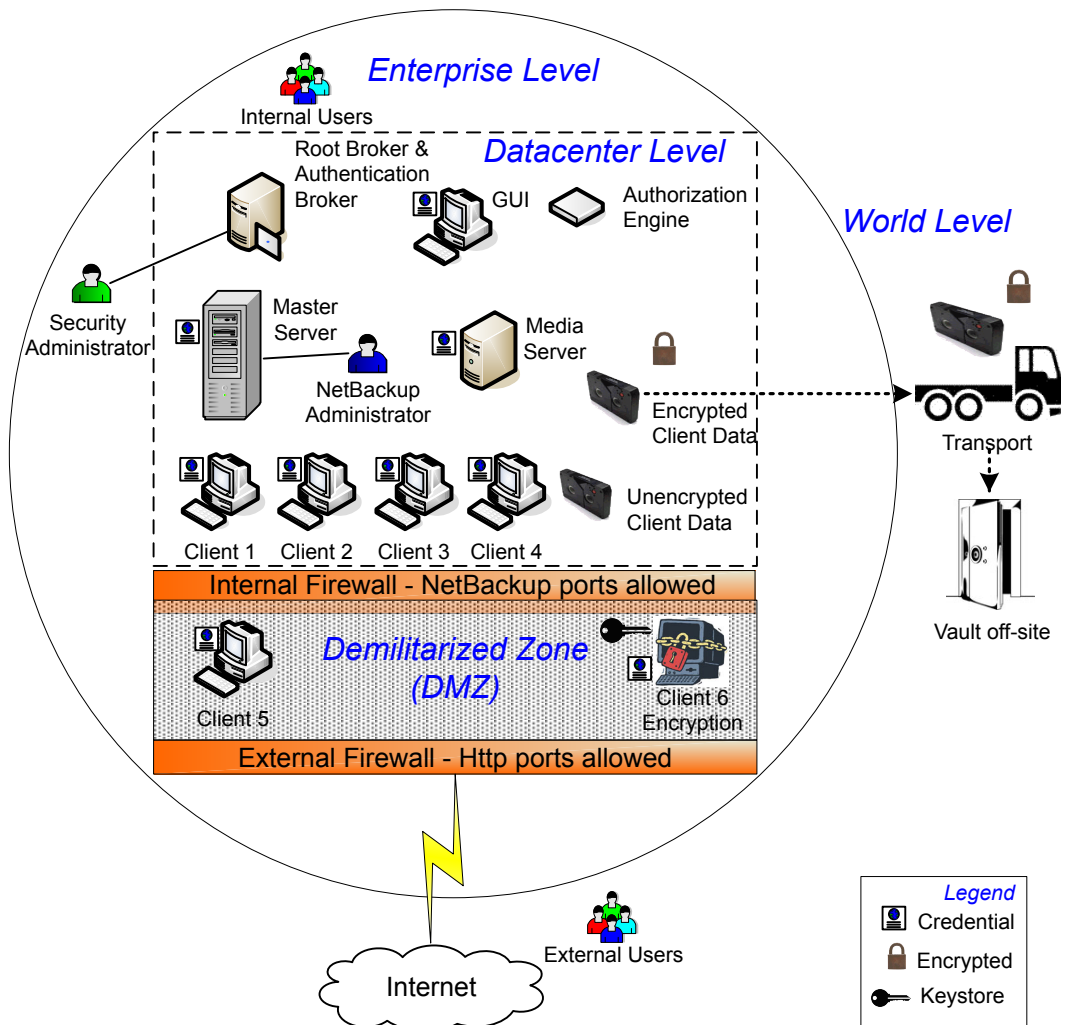 Enterprise Level
Internal Users
Root Broker &
Authentication
Broker
Datacenter Level
GUI
Authorization
Engine
World Level
Security
Administrator
Master
Server
NetBackup
Administrator
Media
Server
Encrypted
Client Data
Transport
Client 1
Client 2
Client 3
Client 4
Unencrypted
Client Data
Vault off-site
Internal Firewall - NetBackup ports allowed
Demilitarized Zone
(DMZ)
Client 5
Client 6
Encryption
External Firewall - Http ports allowed
External Users
Internet
Legend
Credential
Encrypted
Keystore